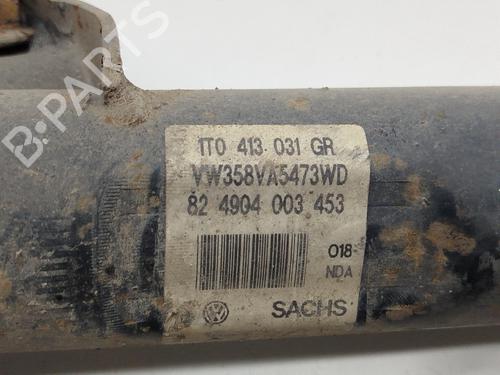 B-PARTS
1T0 413 031 GR
VW358VA5473WD
82 4904 003 453
018
NDA
SACHS